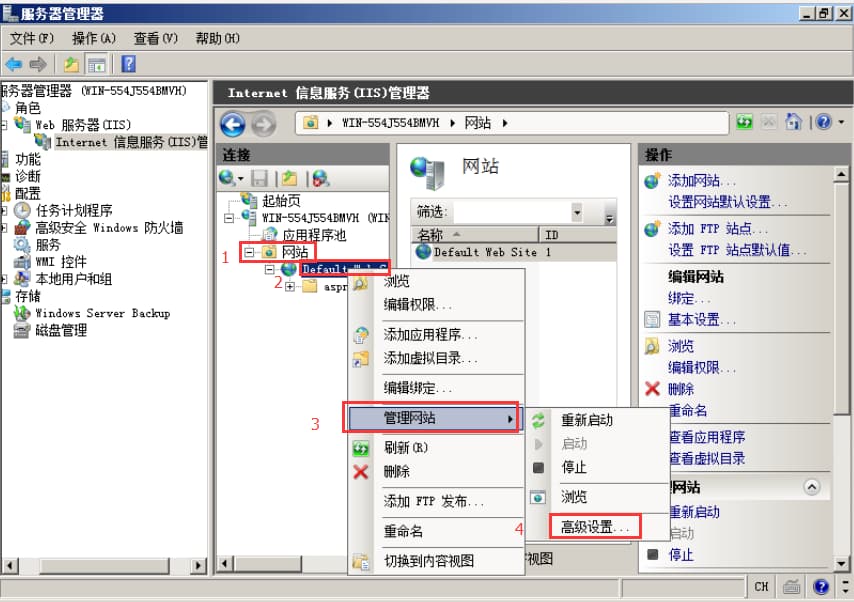 服务器管理器
文件(F) 操作(A) 查看(V) 帮助(H)
服务器管理器 (WIN-554J554BMVH)
角色
Web 服务器(IIS)
Internet 信息服务(IIS)管
功能
诊断
配置
任务计划程序
高级安全 Windows 防火墙
服务
WMI 控件
本地用户和组
存储
Windows Server Backup
磁盘管理
Internet 信息服务(IIS)管理器
WIN-554J554BMVH 网站
连接
起始页
WIN-554J554BMVH (WIN
应用程序池
1
网站
2
Default Web S
aspn
网站
筛选:
名称 ID
Default Web Site 1
浏览
编辑权限...
添加应用程序...
添加虚拟目录...
编辑绑定...
3
管理网站
刷新(R)
删除
添加 FTP 发布...
重命名
切换到内容视图
重新启动
启动
停止
浏览
4
高级设置...
视图
操作
添加网站...
设置网站默认设置...
添加 FTP 站点...
设置 FTP 站点默认值...
编辑网站
绑定...
基本设置...
浏览
编辑权限...
删除
重命名
查看应用程序
查看虚拟目录
网站
重新启动
启动
停止
CH